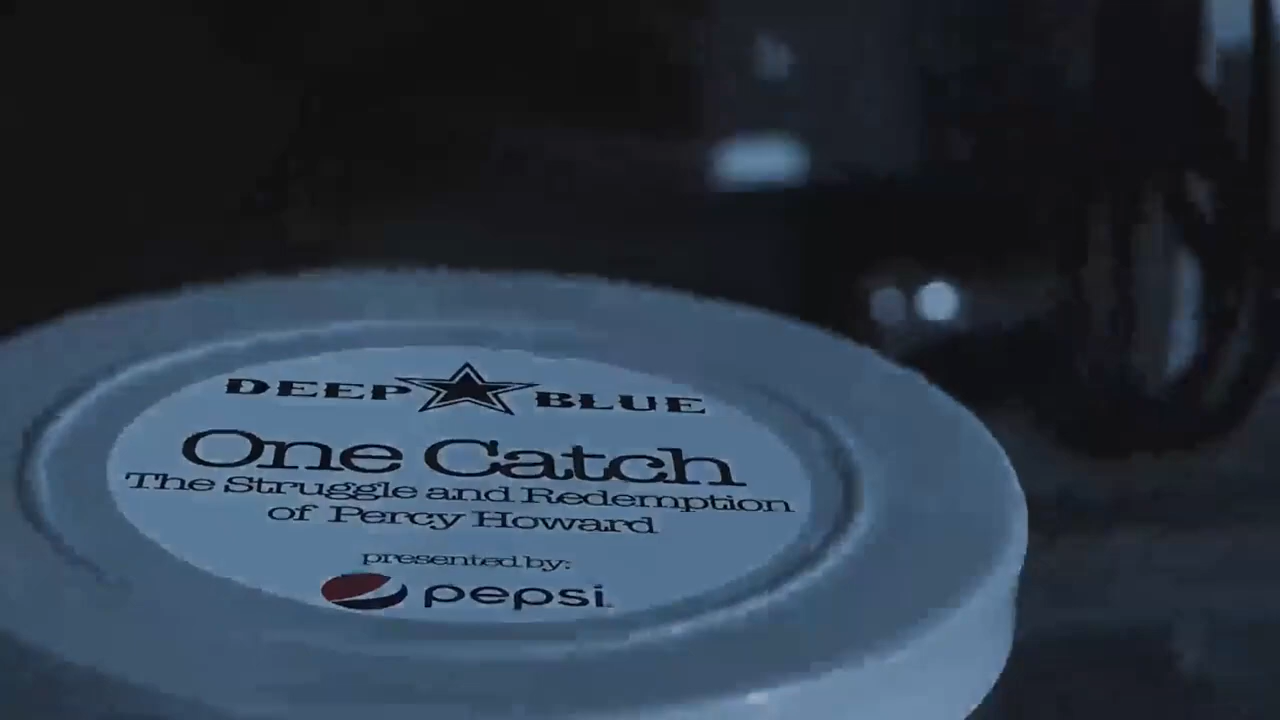 DEEP BLUE
One Catch
The Struggle and Redemption
of Percy Howard
presented by:
pepsi